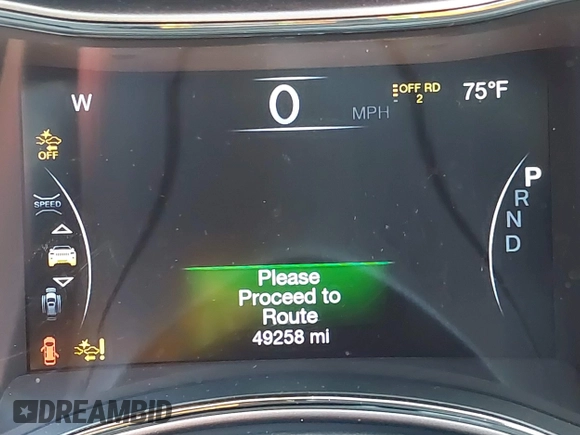 W
0
MPH
OFF RD
2
75°F
OFF
SPEED
P
R
N
D
Please
Proceed to
Route
49258 mi
!
DREAMBID